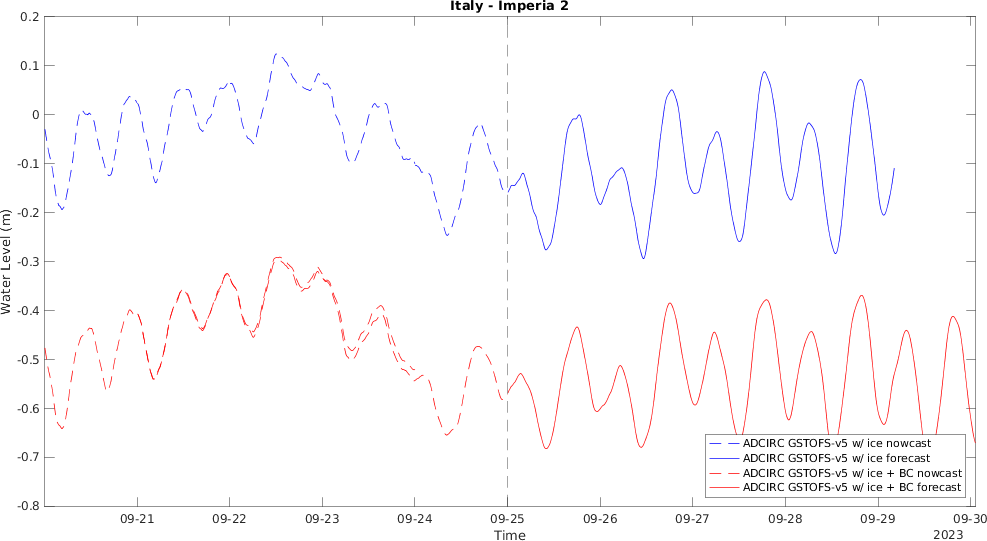 Italy - Imperia 2
0.2
0.1
0
-0.1
-0.2
-0.3
-0.4
-0.5
-0.6
-0.7
-0.8
Water Level (m)
ADCIRC GSTOFS-v5 w/ ice nowcast
ADCIRC GSTOFS-v5 w/ ice forecast
ADCIRC GSTOFS-v5 w/ ice + BC nowcast
ADCIRC GSTOFS-v5 w/ ice + BC forecast
09-21 09-22 09-23 09-24 09-25 09-26 09-27 09-28 09-29 09-30
Time
2023